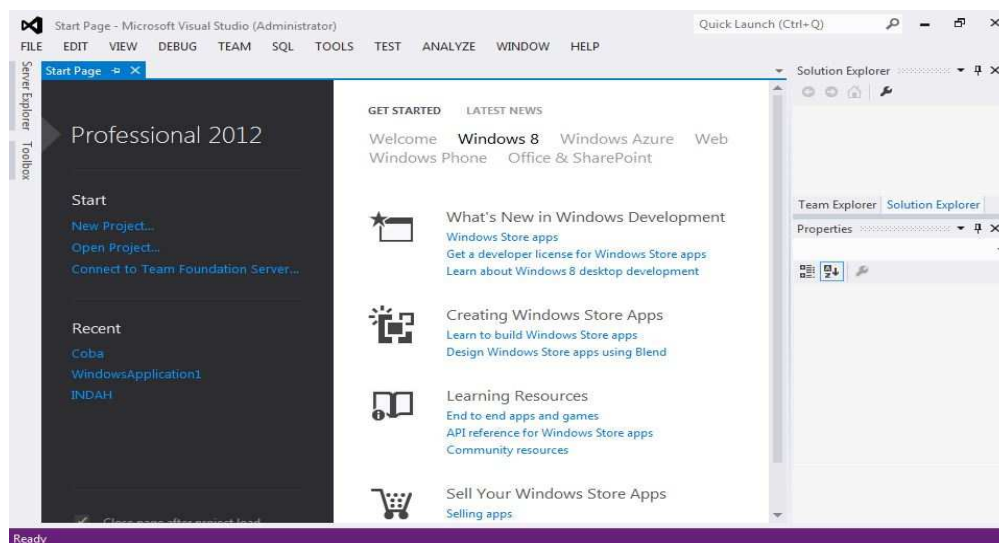 Start Page - Microsoft Visual Studio (Administrator)
Quick Launch (Ctrl+Q)
FILE EDIT VIEW DEBUG TEAM SQL TOOLS TEST ANALYZE WINDOW HELP
Server Explorer
Toolbox
Start Page
Professional 2012
Start
New Project...
Open Project...
Connect to Team Foundation Server...
Recent
Coba
WindowsApplication1
INDAH
Close page after project load
GET STARTED LATEST NEWS
Welcome Windows 8 Windows Azure Web
Windows Phone Office & SharePoint
What's New in Windows Development
Windows Store apps
Get a developer license for Windows Store apps
Learn about Windows 8 desktop development
Creating Windows Store Apps
Learn to build Windows Store apps
Design Windows Store apps using Blend
Learning Resources
End to end apps and games
API reference for Windows Store apps
Community resources
Sell Your Windows Store Apps
Selling apps
Solution Explorer
Team Explorer Solution Explorer
Properties
Ready